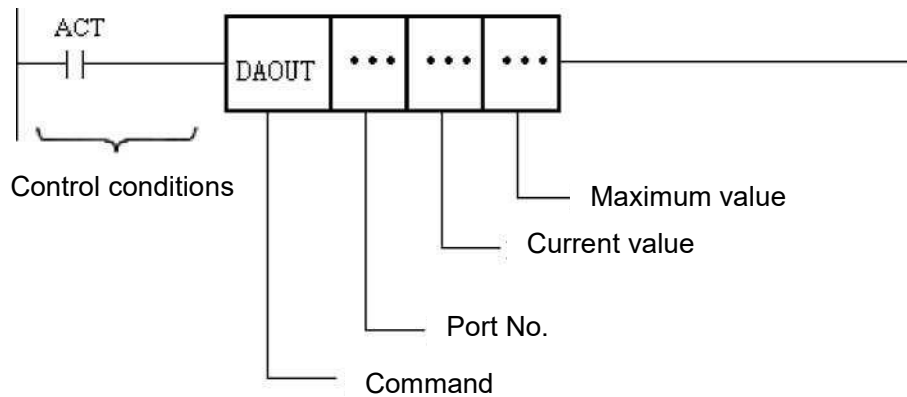 ACT
DAOUT ••• ••• •••
Control conditions
Maximum value
Current value
Port No.
Command